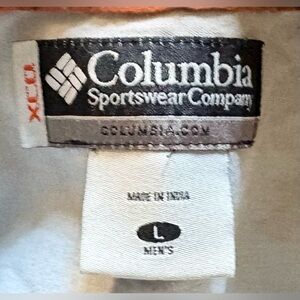 XCO
Columbia
Sportswear Company
COLUMBIA.COM
MADE IN INDIA
L
MEN'S